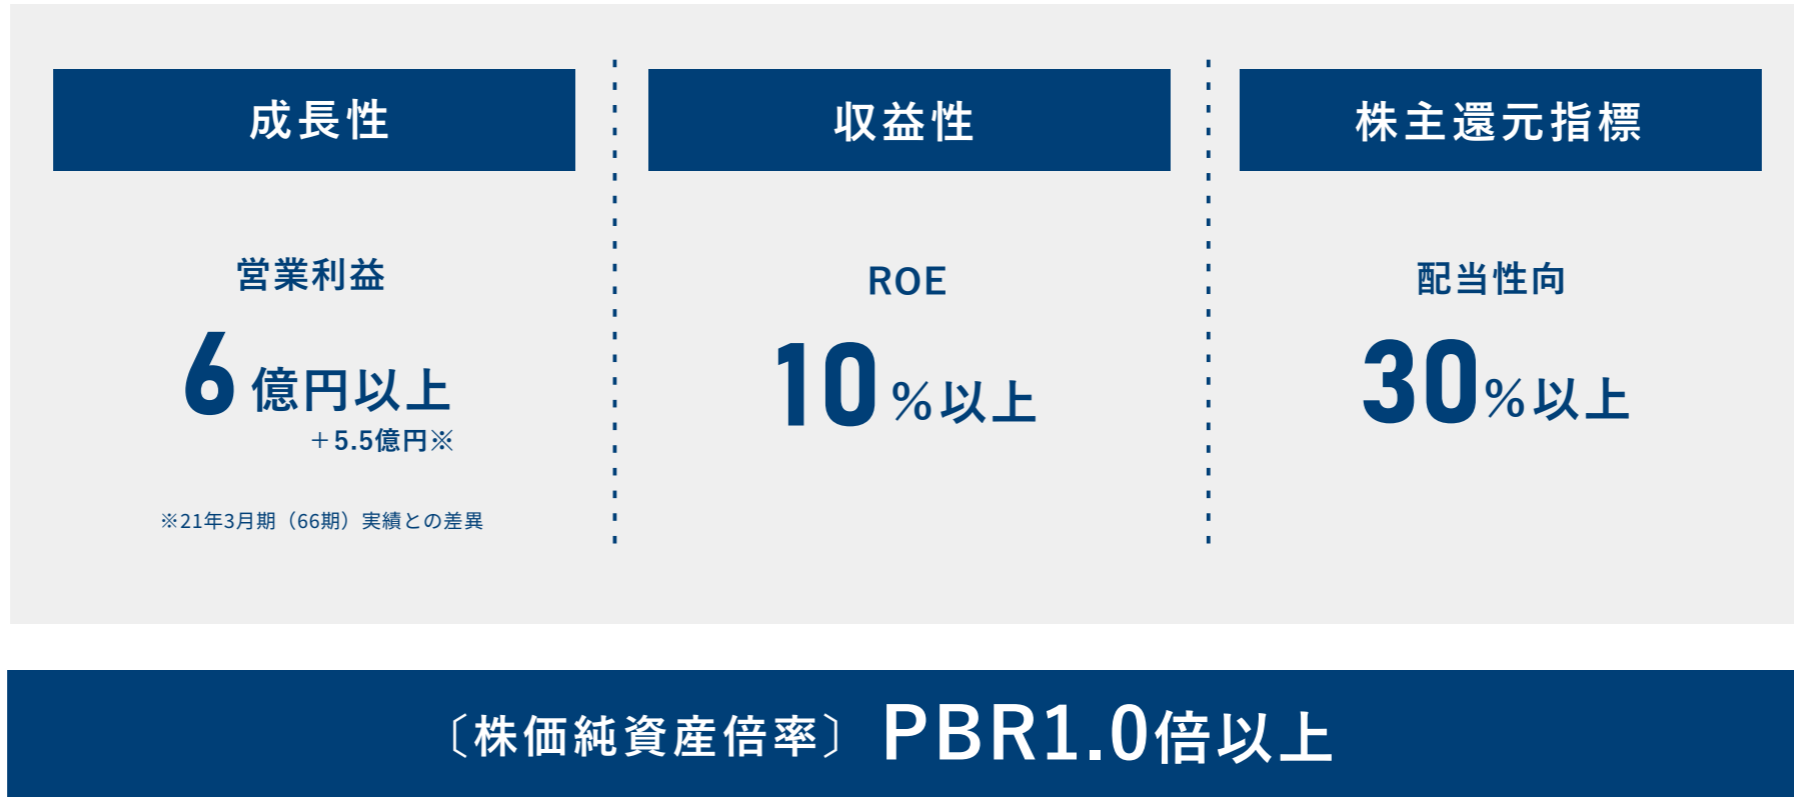 成長性
営業利益
6億円以上
＋5.5億円※
※21年3月期（66期）実績との差異
収益性
ROE
10%以上
株主還元指標
配当性向
30%以上
〔株価純資産倍率〕 PBR1.0倍以上